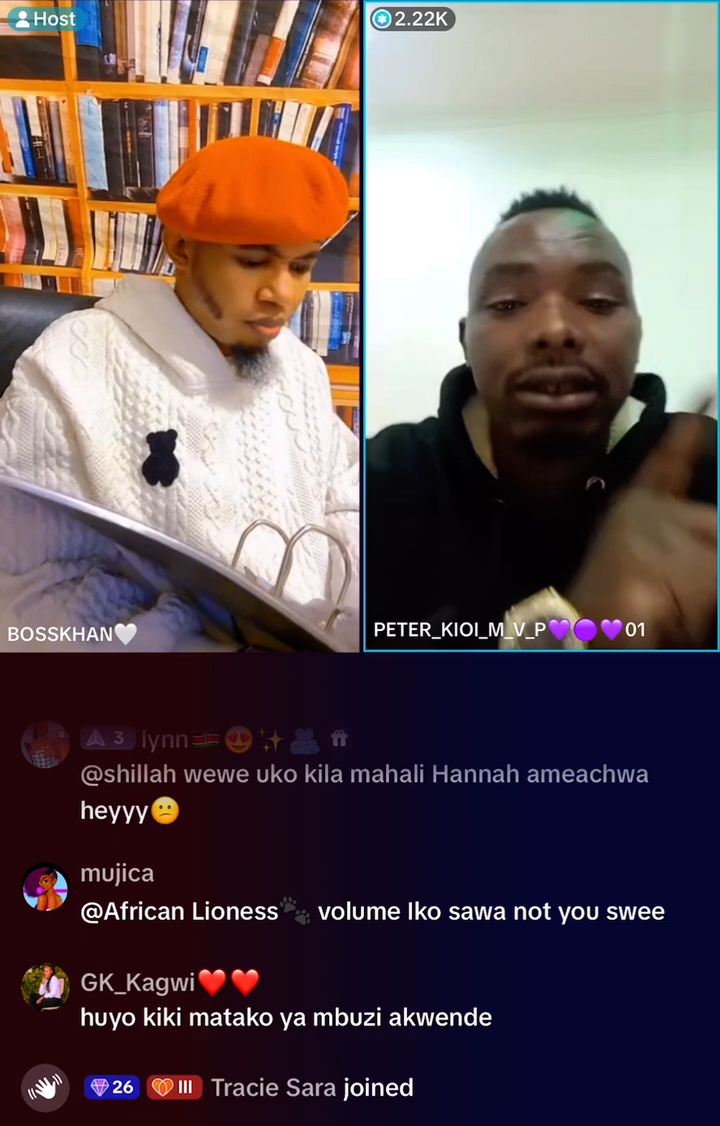 Host
2.22K
BOSSKHAN🤍
PETER_KIOI_M_V_P💜🟣💜01
3 lynn🇰🇪😍✨🫂
@shillah wewe uko kila mahali Hannah ameachwa
heyyy😕
mujica
@African Lioness🐾 volume Iko sawa not you swee
GK_Kagwi❤️❤️
huyo kiki matako ya mbuzi akwende
26 III Tracie Sara joined